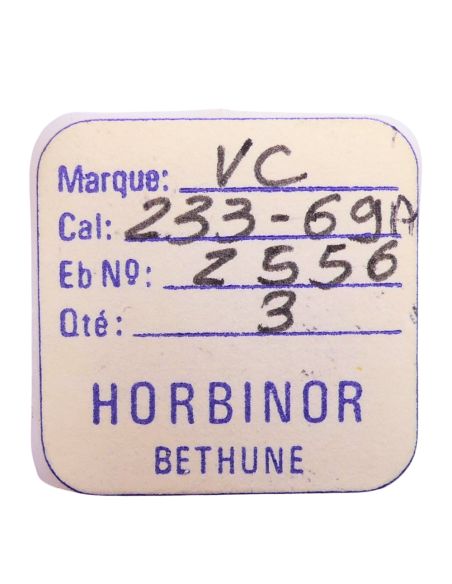 Marque: VC
Cal: 233-69A
Eb Nº: 2556
Qté: 3
HORBINOR
BETHUNE